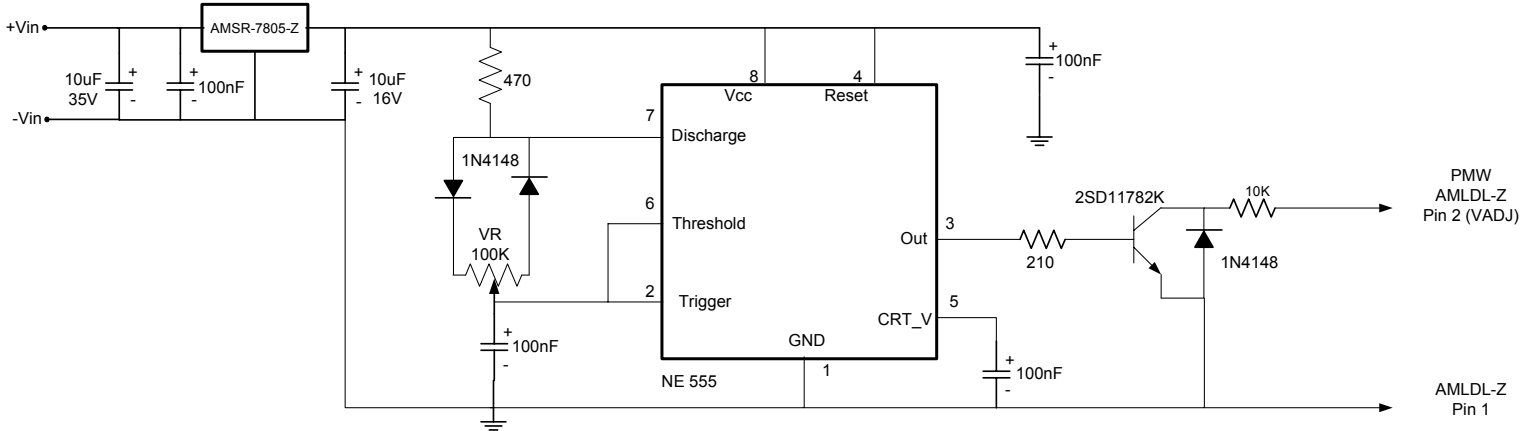 +Vin
AMSR-7805-Z
10uF
35V
+
-
+
100nF
-
+
10uF
16V
-
-Vin
470
8
4
Vcc
Reset
+
100nF
-
7
Discharge
1N4148
6
Threshold
VR
100K
2
Trigger
Out
3
210
5
CRT_V
GND
1
NE 555
+
100nF
-
+
100nF
-
2SD11782K
10K
1N4148
PMW
AMLDL-Z
Pin 2 (VADJ)
AMLDL-Z
Pin 1